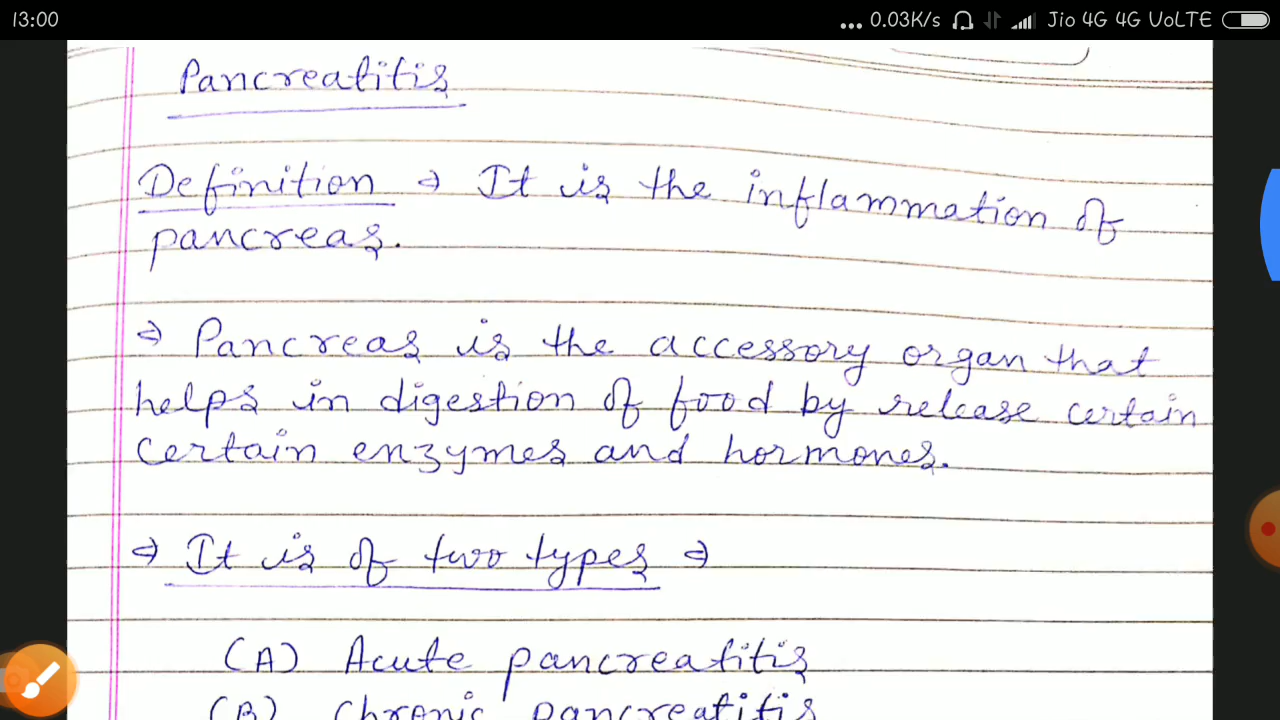 13:00
... 0.03K/s Jio 4G 4G VoLTE
Pancreatitis
Definition ⇒ It is the inflammation of
pancreas.
⇒ Pancreas is the accessory organ that
helps in digestion of food by release certain
certain enzymes and hormones.
⇒ It is of two types ⇒
(A) Acute pancreatitis
(B) Chronic pancreatitis